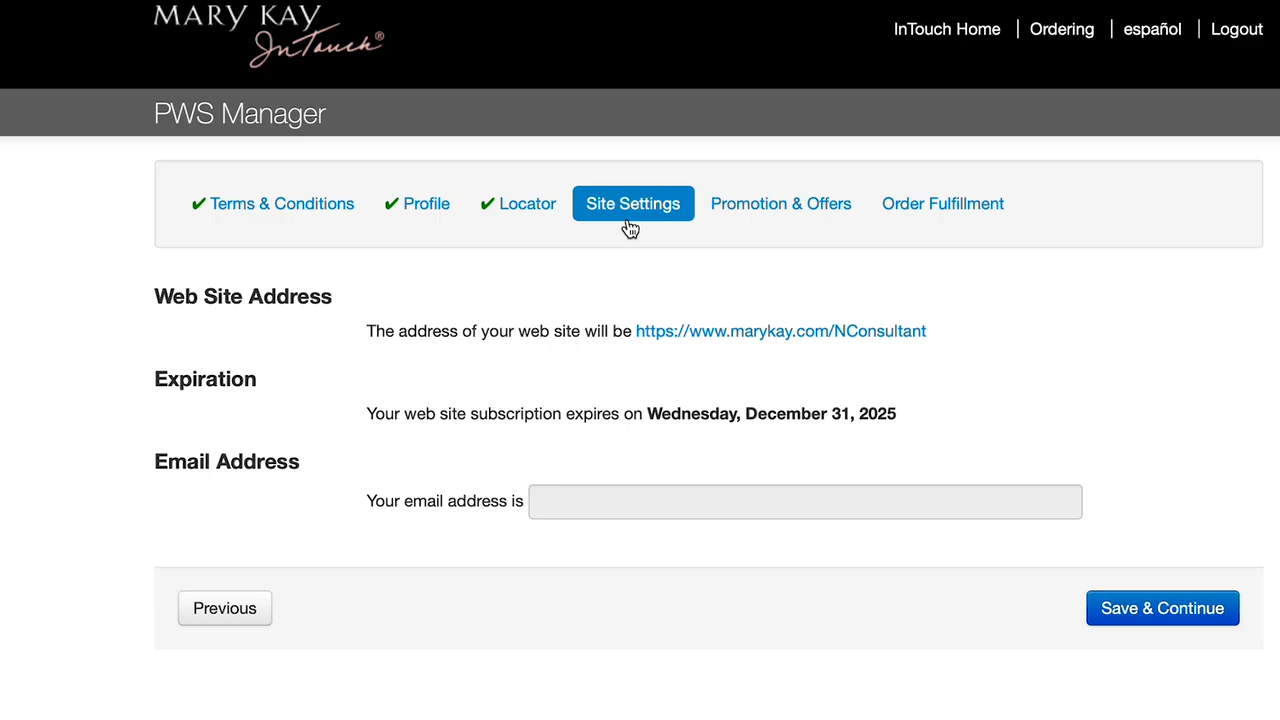 MARY KAY
InTouch®
InTouch Home | Ordering | español | Logout
PWS Manager
✔ Terms & Conditions ✔ Profile ✔ Locator Site Settings Promotion & Offers Order Fulfillment
Web Site Address
The address of your web site will be https://www.marykay.com/NConsultant
Expiration
Your web site subscription expires on Wednesday, December 31, 2025
Email Address
Your email address is
Previous Save & Continue